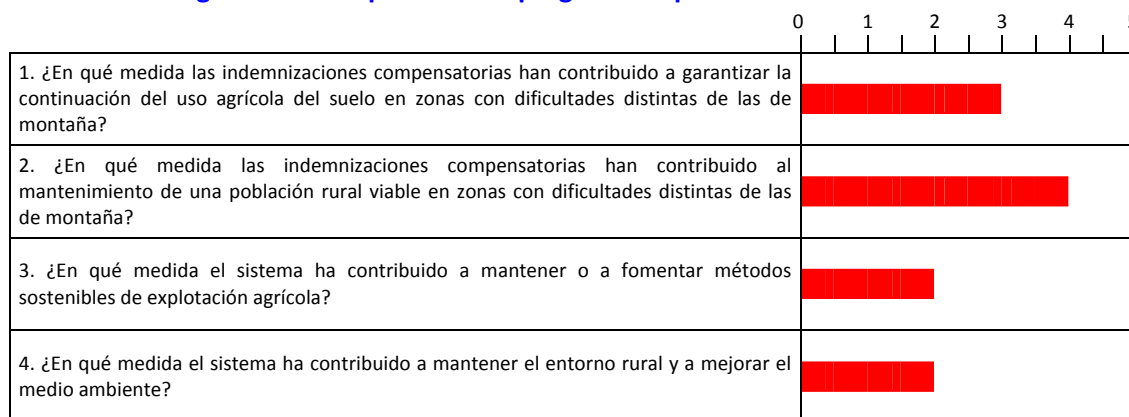 0 1 2 3 4
1. ¿En qué medida las indemnizaciones compensatorias han contribuido a garantizar la
continuación del uso agrícola del suelo en zonas con dificultades distintas de las de
montaña?
2. ¿En qué medida las indemnizaciones compensatorias han contribuido al
mantenimiento de una población rural viable en zonas con dificultades distintas de las
de montaña?
3. ¿En qué medida el sistema ha contribuido a mantener o a fomentar métodos
sostenibles de explotación agrícola?
4. ¿En qué medida el sistema ha contribuido a mantener el entorno rural y a mejorar el
medio ambiente?